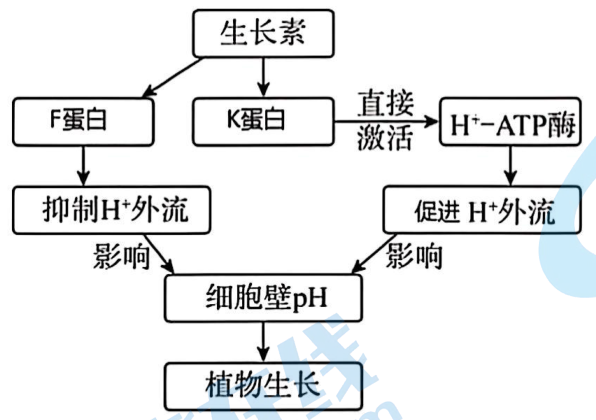 生长素
F蛋白
K蛋白
直接
激活
H⁺-ATP酶
抑制H⁺外流
促进 H⁺外流
影响
影响
细胞壁pH
植物生长
在线